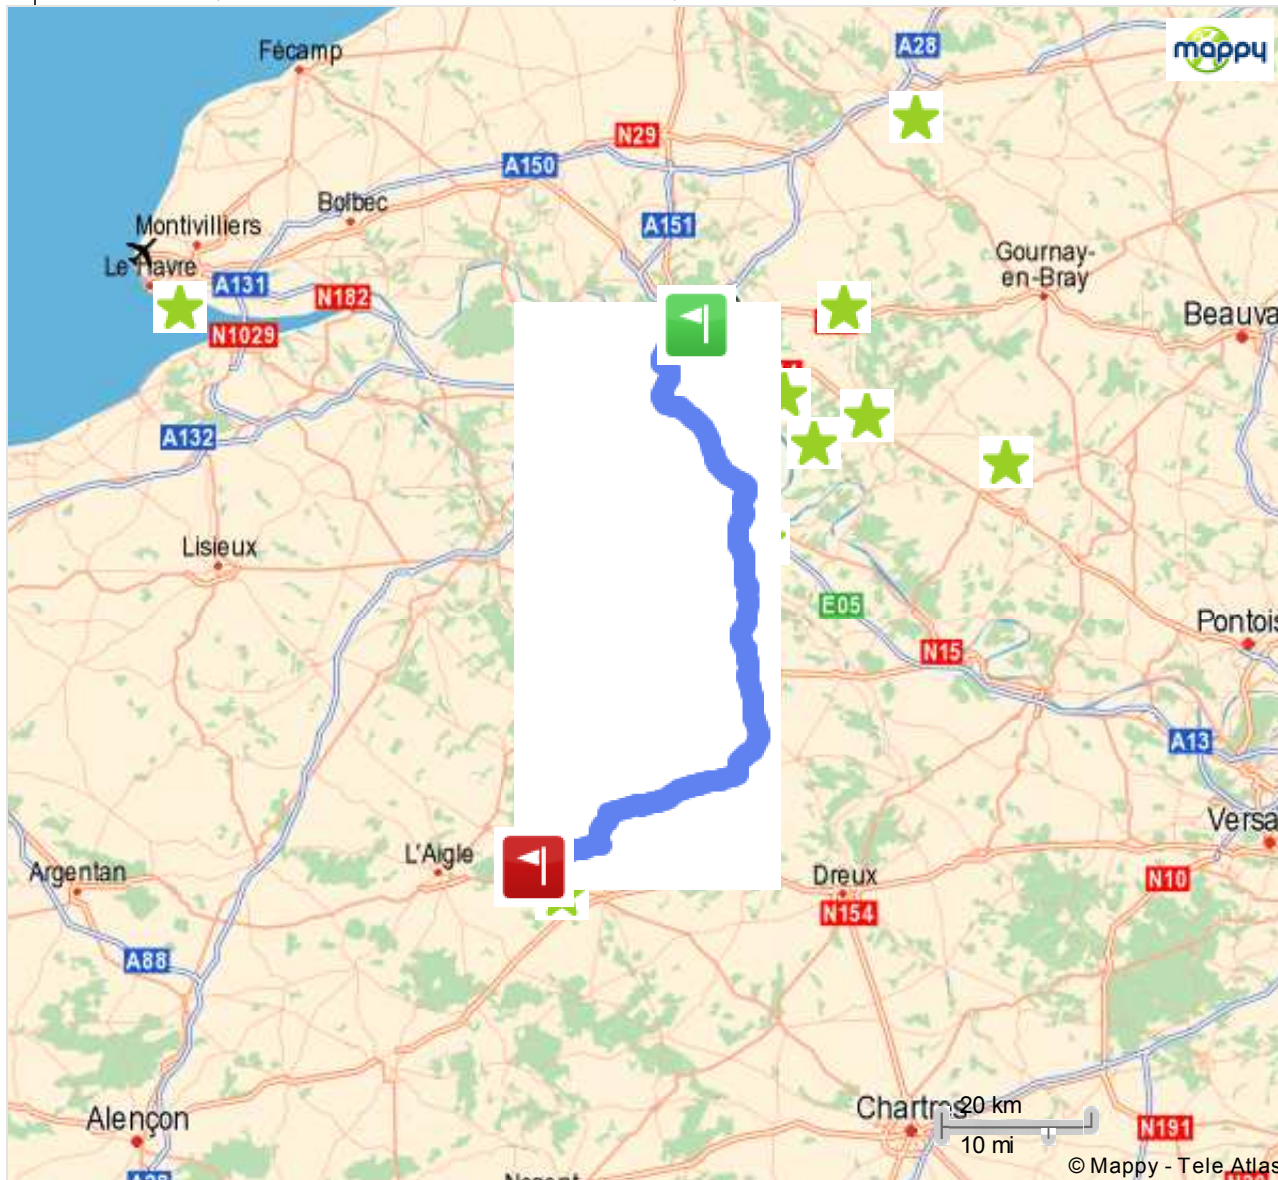 A28
mappy
Fécamp
N29
A150
Bolbec
A151
Montivilliers
Gournay-
en-Bray
Le Havre
A131
N182
N1029
Beauva
A132
Lisieux
E05
Pontois
N15
A13
Versa
L'Aigle
Argentan
Dreux
N10
N154
A88
Alençon
Chartres
20 km
10 mi
N191
© Mappy - Tele Atlas